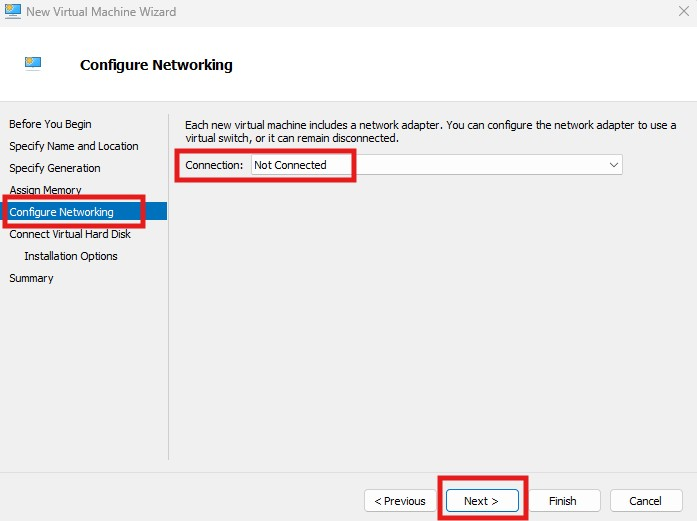 New Virtual Machine Wizard
Configure Networking
Before You Begin
Specify Name and Location
Specify Generation
Assign Memory
Configure Networking
Connect Virtual Hard Disk
Installation Options
Summary
Each new virtual machine includes a network adapter. You can configure the network adapter to use a
virtual switch, or it can remain disconnected.
Connection: Not Connected
< Previous Next > Finish Cancel